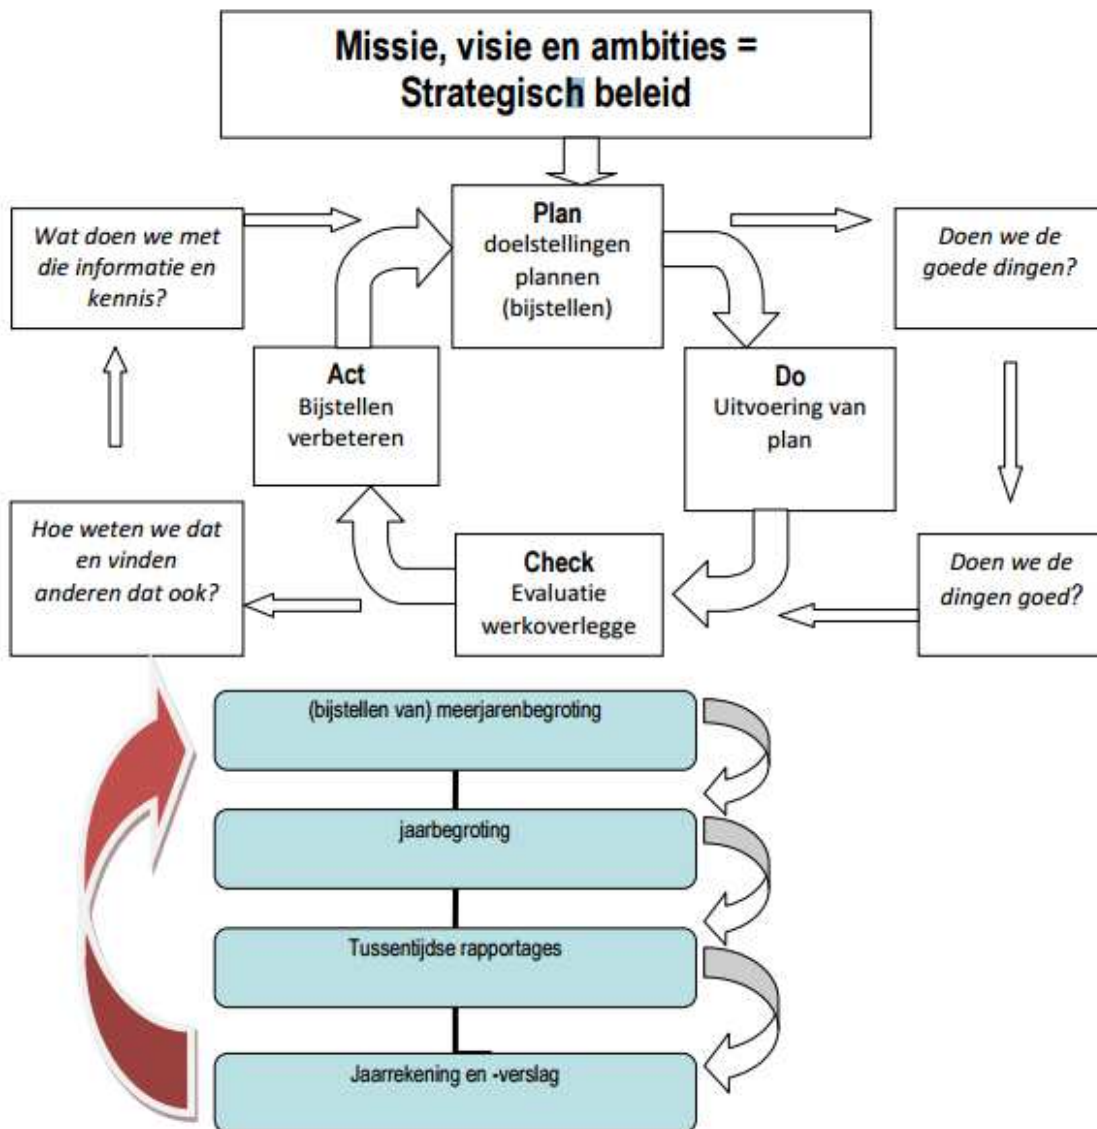 Missie, visie en ambities =
Strategisch beleid
Plan
doelstellingen
plannen
(bijstellen)
Wat doen we met
die informatie en
kennis?
Doen we de
goede dingen?
Act
Bijstellen
verbeteren
Do
Uitvoering van
plan
Hoe weten we dat
en vinden
anderen dat ook?
Check
Evaluatie
werkoverlegge
Doen we de
dingen goed?
(bijstellen van) meerjarenbegroting
jaarbegroting
Tussentijdse rapportages
Jaarrekening en -verslag